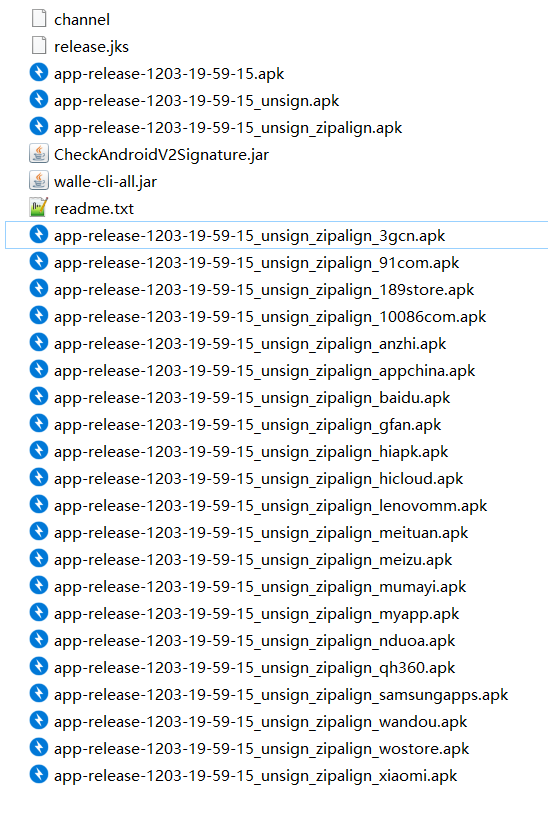 channel
release.jks
app-release-1203-19-59-15.apk
app-release-1203-19-59-15_unsign.apk
app-release-1203-19-59-15_unsign_zipalign.apk
CheckAndroidV2Signature.jar
walle-cli-all.jar
readme.txt
app-release-1203-19-59-15_unsign_zipalign_3gcn.apk
app-release-1203-19-59-15_unsign_zipalign_91com.apk
app-release-1203-19-59-15_unsign_zipalign_189store.apk
app-release-1203-19-59-15_unsign_zipalign_10086com.apk
app-release-1203-19-59-15_unsign_zipalign_anzhi.apk
app-release-1203-19-59-15_unsign_zipalign_appchina.apk
app-release-1203-19-59-15_unsign_zipalign_baidu.apk
app-release-1203-19-59-15_unsign_zipalign_gfan.apk
app-release-1203-19-59-15_unsign_zipalign_hiapk.apk
app-release-1203-19-59-15_unsign_zipalign_hicloud.apk
app-release-1203-19-59-15_unsign_zipalign_lenovomm.apk
app-release-1203-19-59-15_unsign_zipalign_meituan.apk
app-release-1203-19-59-15_unsign_zipalign_meizu.apk
app-release-1203-19-59-15_unsign_zipalign_mumayi.apk
app-release-1203-19-59-15_unsign_zipalign_myapp.apk
app-release-1203-19-59-15_unsign_zipalign_nduoa.apk
app-release-1203-19-59-15_unsign_zipalign_qh360.apk
app-release-1203-19-59-15_unsign_zipalign_samsungapps.apk
app-release-1203-19-59-15_unsign_zipalign_wandou.apk
app-release-1203-19-59-15_unsign_zipalign_wostore.apk
app-release-1203-19-59-15_unsign_zipalign_xiaomi.apk